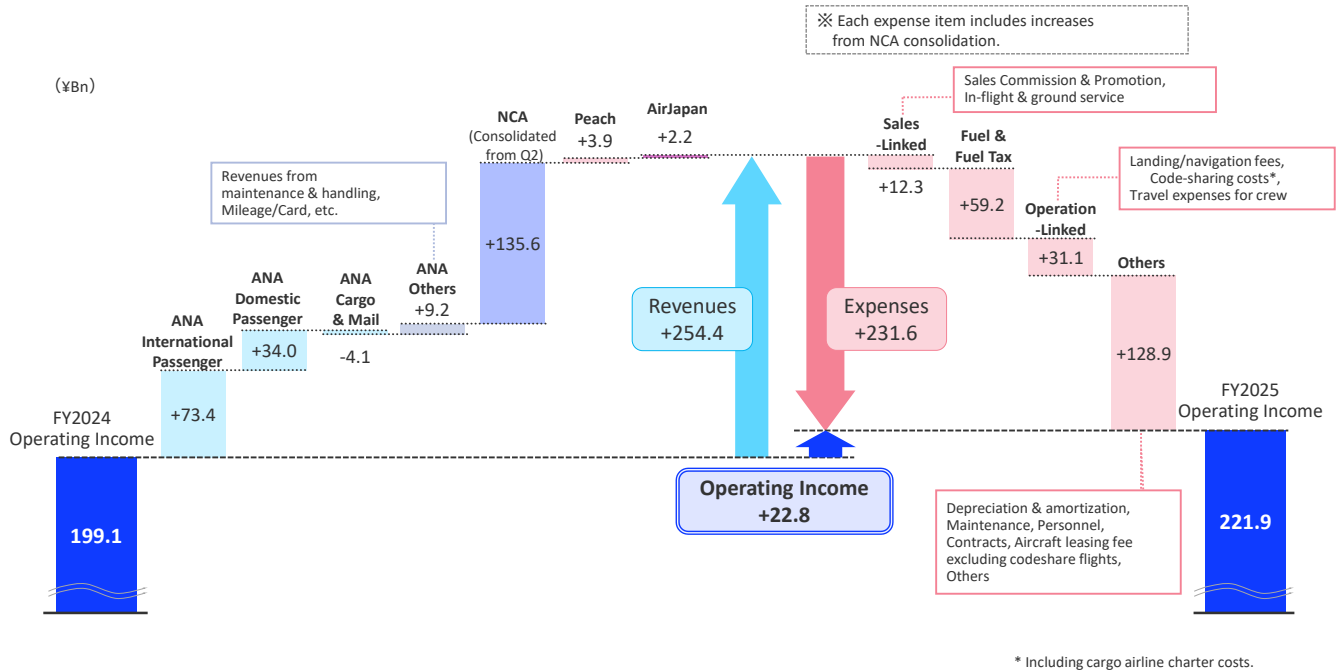 ※ Each expense item includes increases
from NCA consolidation.
（¥Bn）
Sales Commission & Promotion,
In-flight & ground service
NCA
(Consolidated
from Q2)
Peach
+3.9
AirJapan
+2.2
Sales
-Linked
+12.3
Fuel &
Fuel Tax
+59.2
Landing/navigation fees,
Code-sharing costs*,
Travel expenses for crew
Revenues from
maintenance & handling,
Mileage/Card, etc.
+135.6
Operation
-Linked
+31.1
Others
+128.9
ANA
International
Passenger
+73.4
ANA
Domestic
Passenger
+34.0
ANA
Cargo
& Mail
-4.1
ANA
Others
+9.2
Revenues
+254.4
Expenses
+231.6
FY2024
Operating Income
199.1
FY2025
Operating Income
221.9
Operating Income
+22.8
Depreciation & amortization,
Maintenance, Personnel,
Contracts, Aircraft leasing fee
excluding codeshare flights,
Others
* Including cargo airline charter costs.